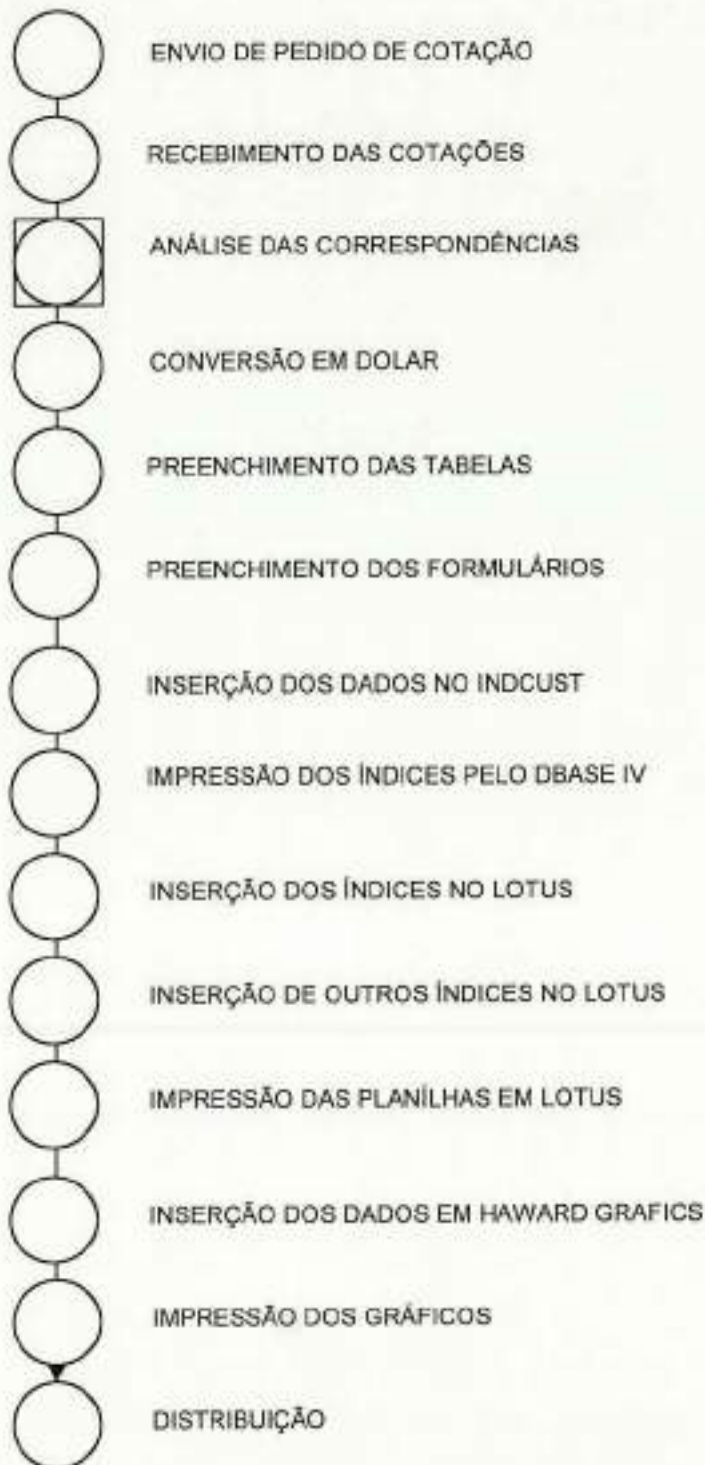 ENVIO DE PEDIDO DE COTAÇÃO
RECEBIMENTO DAS COTAÇÕES
ANÁLISE DAS CORRESPONDÊNCIAS
CONVERSÃO EM DOLAR
PREENCHIMENTO DAS TABELAS
PREENCHIMENTO DOS FORMULÁRIOS
INSERÇÃO DOS DADOS NO INDCUST
IMPRESSÃO DOS ÍNDICES PELO DBASE IV
INSERÇÃO DOS ÍNDICES NO LOTUS
INSERÇÃO DE OUTROS ÍNDICES NO LOTUS
IMPRESSÃO DAS PLANÍLHAS EM LOTUS
INSERÇÃO DOS DADOS EM HAWARD GRAFICS
IMPRESSÃO DOS GRÁFICOS
DISTRIBUIÇÃO